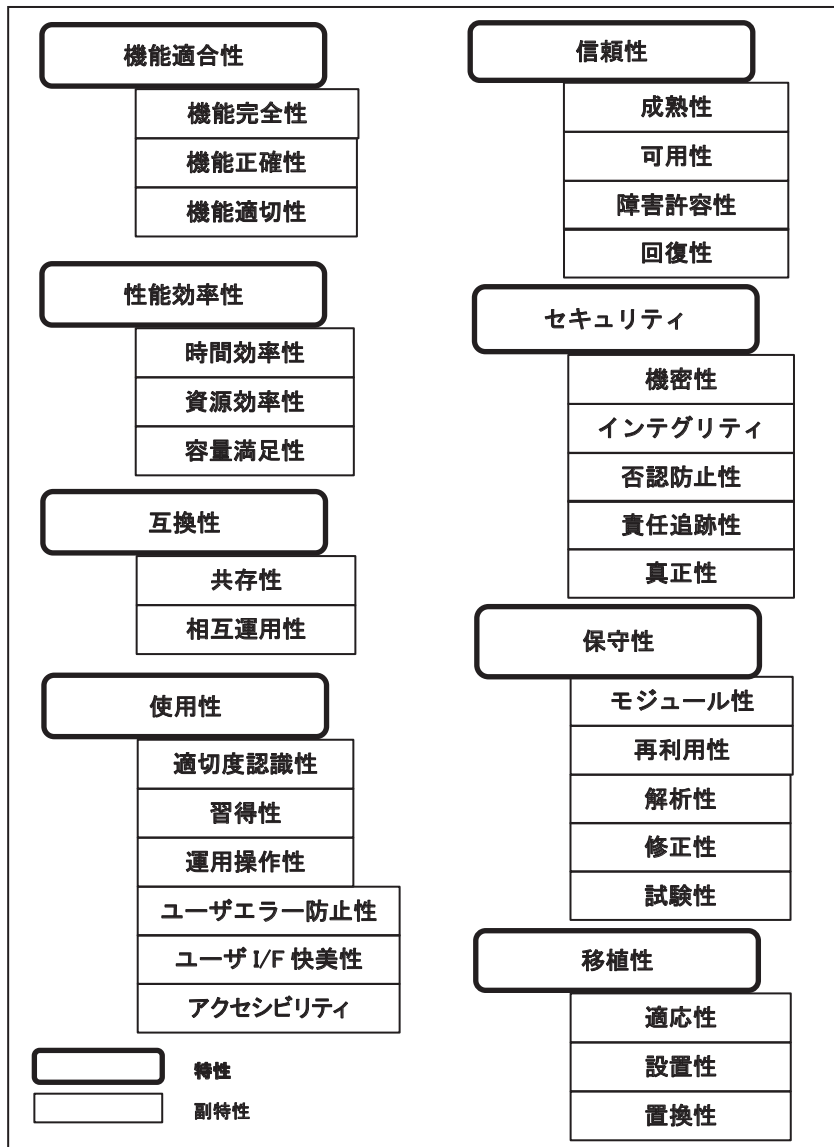 機能適合性
機能完全性
機能正確性
機能適切性
性能効率性
時間効率性
資源効率性
容量満足性
互換性
共存性
相互運用性
使用性
適切度認識性
習得性
運用操作性
ユーザエラー防止性
ユーザ I/F 快美性
アクセシビリティ
特性
副特性
信頼性
成熟性
可用性
障害許容性
回復性
セキュリティ
機密性
インテグリティ
否認防止性
責任追跡性
真正性
保守性
モジュール性
再利用性
解析性
修正性
試験性
移植性
適応性
設置性
置換性